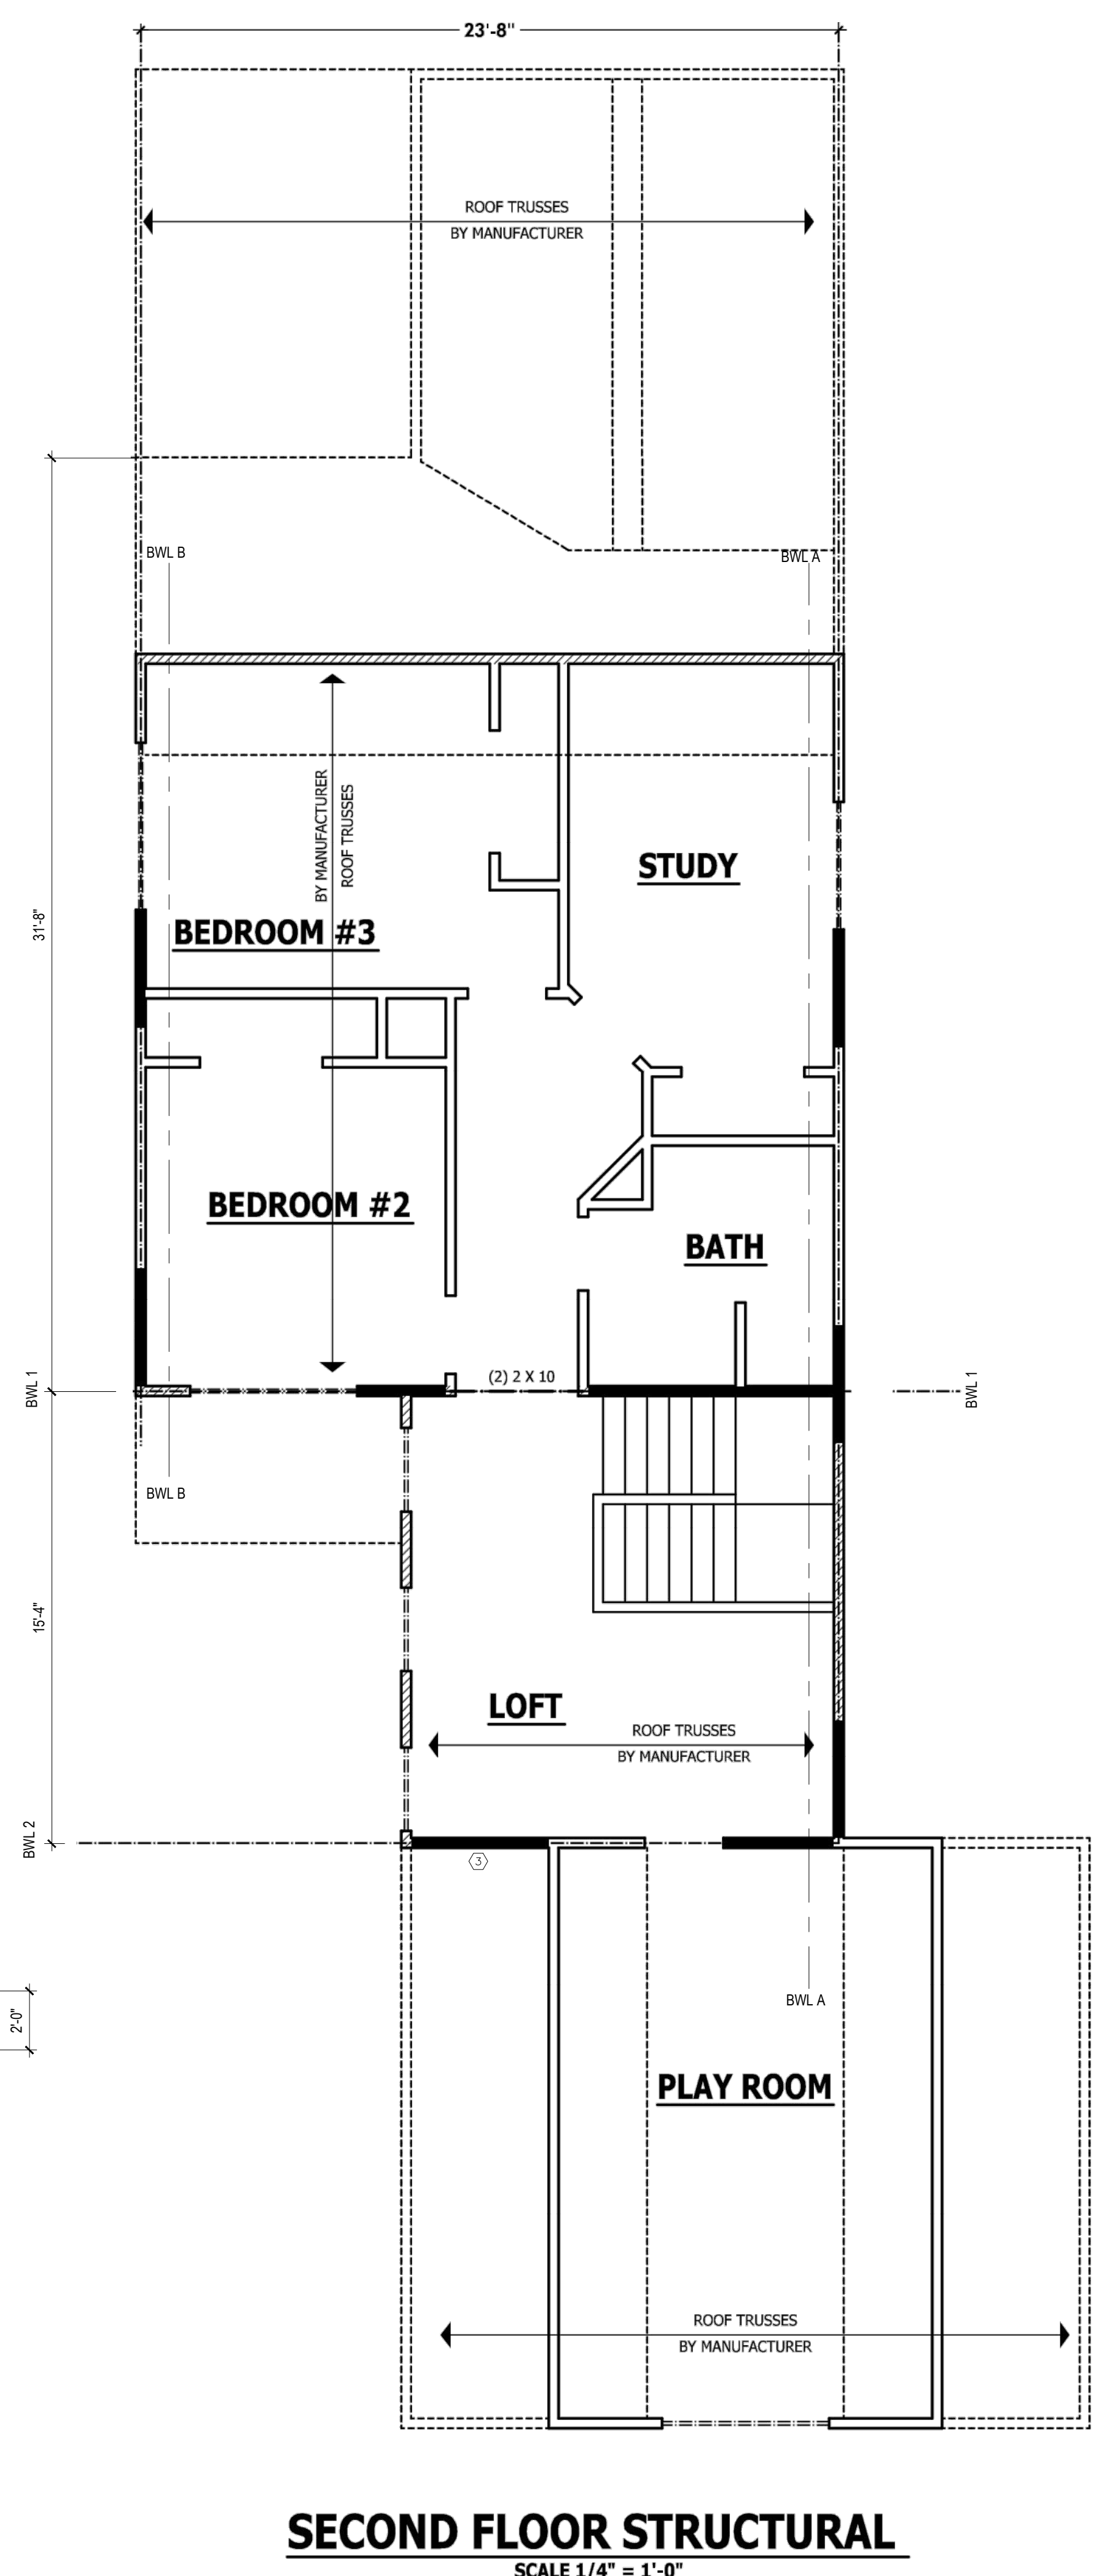 23'-8"
ROOF TRUSSES
BY MANUFACTURER
BWL B
BWL A
STUDY
BY MANUFACTURER
ROOF TRUSSES
31'-8"
BEDROOM #3
BEDROOM #2
BATH
(2) 2 X 10
BWL 1
BWL 1
BWL B
15'-4"
LOFT
ROOF TRUSSES
BY MANUFACTURER
BWL 2
3
BWL A
2'-0"
PLAY ROOM
ROOF TRUSSES
BY MANUFACTURER
SECOND FLOOR STRUCTURAL
SCALE 1/4" = 1'-0"